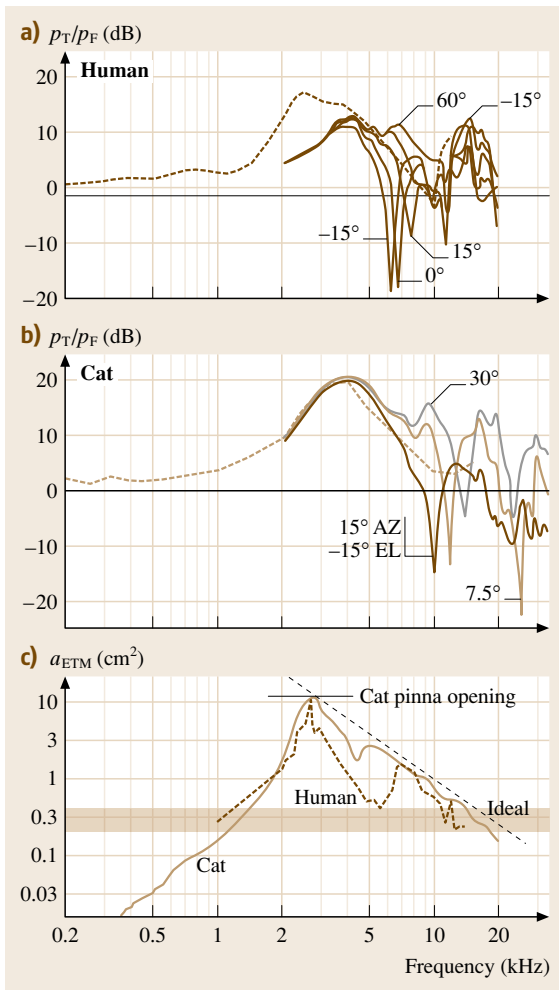 a) pT/pF (dB)
Human
20
10
0
−10
−20
60°
−15°
−15°
15°
0°
b) pT/pF (dB)
Cat
20
10
0
−10
−20
30°
15° AZ
−15° EL
7.5°
c) aETM (cm²)
10
3
1
0.3
0.1
0.03
Cat pinna opening
Human
Ideal
Cat
0.2 0.5 1 2 5 10 20
Frequency (kHz)